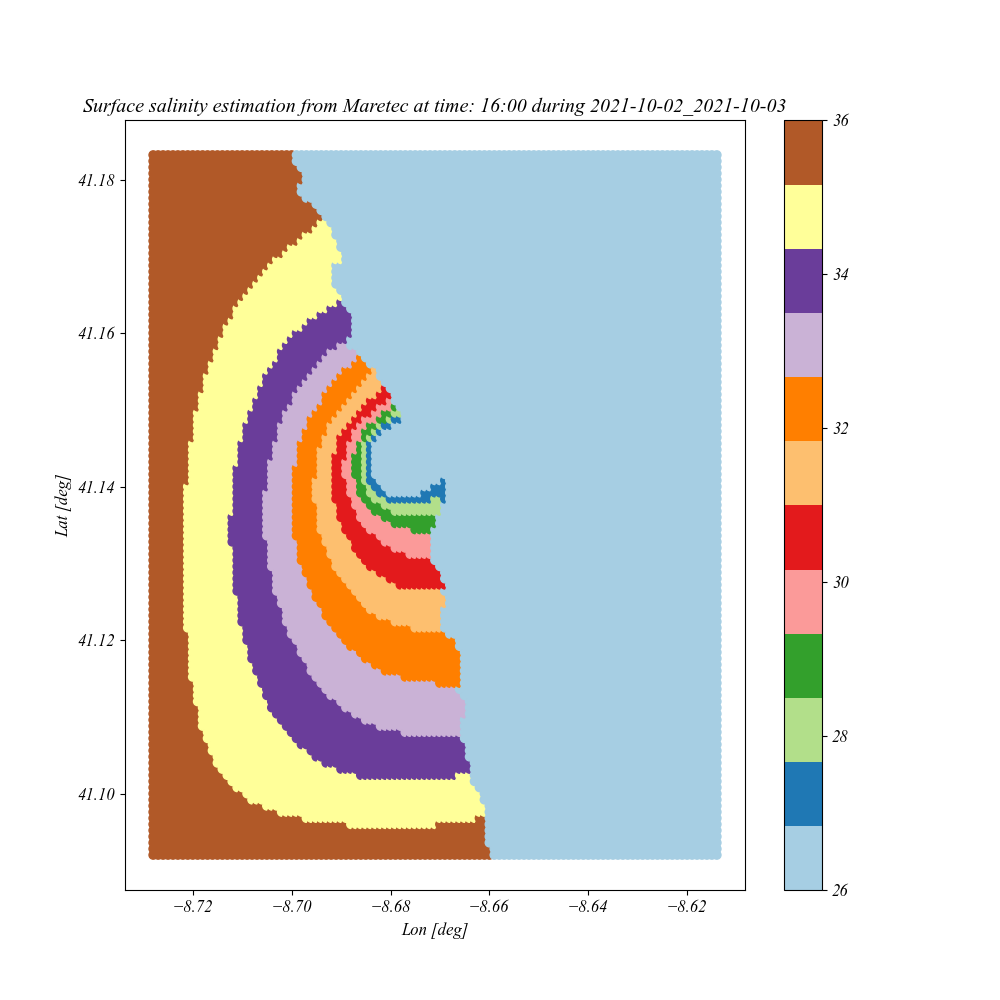 Surface salinity estimation from Maretec at time: 16:00 during 2021-10-02_2021-10-03
36
41.18
34
41.16
32
Lat [deg]
41.14
30
41.12
28
41.10
26
−8.72 −8.70 −8.68 −8.66 −8.64 −8.62
Lon [deg]